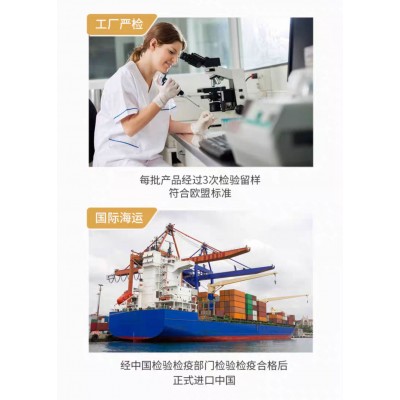 工厂严检
每批产品经过3次检验留样
符合欧盟标准
国际海运
经中国检验检疫部门检验检疫合格后
正式进口中国